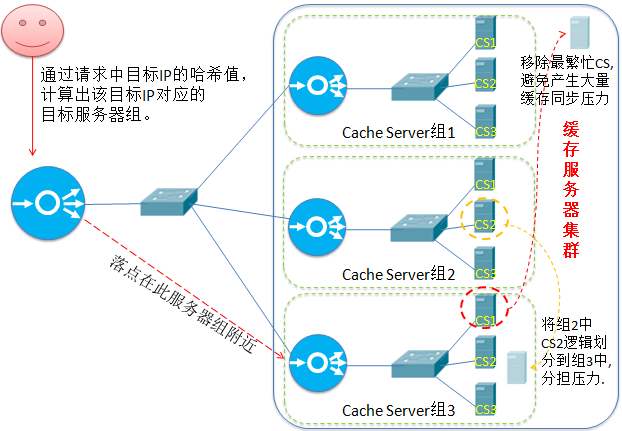 通过请求中目标IP的哈希值,
计算出该目标IP对应的
目标服务器组。
落点在此服务器组附近
CS1
CS2
CS3
Cache Server组1
CS1
CS2
CS3
Cache Server组2
CS1
CS2
CS3
Cache Server组3
移除最繁忙CS,
避免产生大量
缓存同步压力
缓存服务器集群
将组2中
CS2逻辑划
分到组3中,
分担压力.